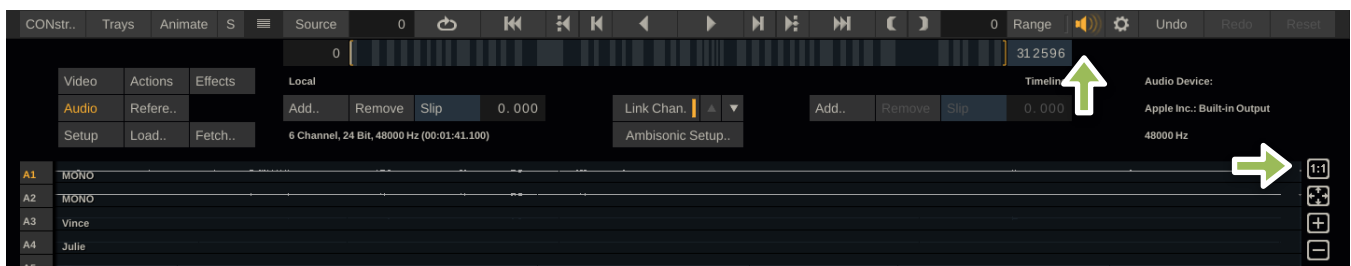 CONstr.. Trays Animate S Source 0 0 Range Undo Redo Reset
0 312596
Video Actions Effects Local Timeline Audio Device:
Audio Refere.. Add.. Remove Slip 0.000 Link Chan. Add.. Remove Slip 0.000 Apple Inc.: Built-in Output
Setup Load.. Fetch.. 6 Channel, 24 Bit, 48000 Hz (00:01:41.100) Ambisonic Setup.. 48000 Hz
A1 MONO 1:1
A2 MONO
A3 Vince
A4 Julie